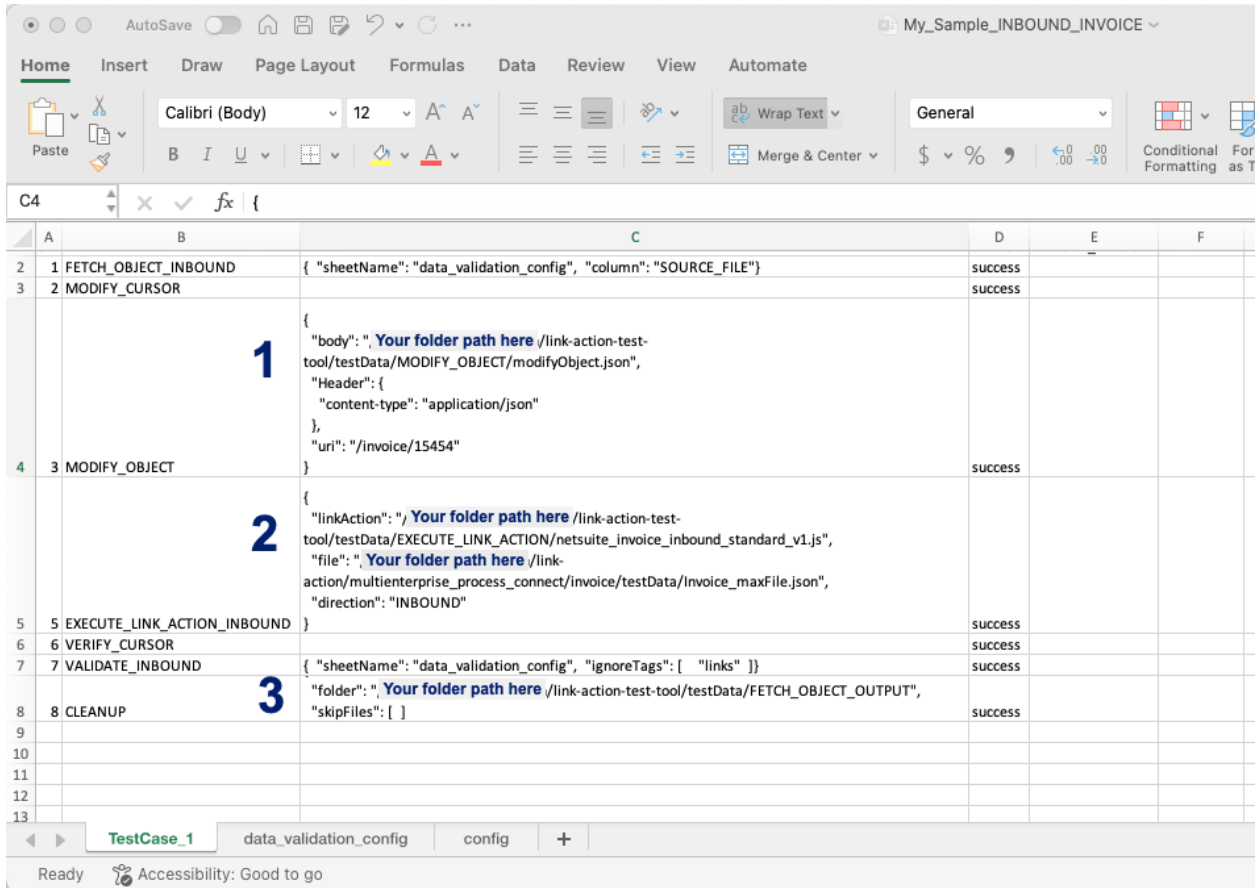 AutoSave
My_Sample_INBOUND_INVOICE
Home Insert Draw Page Layout Formulas Data Review View Automate
Paste
Calibri (Body) 12 A^ A˅
B I U A
ab Wrap Text
Merge & Center
General
$ % 9 .00 .0
Conditional Formatting
For
as T
C4 fx {
A B C D E F
2 1 FETCH_OBJECT_INBOUND { "sheetName": "data_validation_config", "column": "SOURCE_FILE"} success
3 2 MODIFY_CURSOR success
{
1 "body": ", Your folder path here /link-action-test-
tool/testData/MODIFY_OBJECT/modifyObject.json",
"Header": {
"content-type": "application/json"
},
"uri": "/invoice/15454"
4 3 MODIFY_OBJECT } success
{
2 "linkAction": "/ Your folder path here /link-action-test-
tool/testData/EXECUTE_LINK_ACTION/netsuite_invoice_inbound_standard_v1.js",
"file": ", Your folder path here /link-
action/multienterprise_process_connect/invoice/testData/Invoice_maxFile.json",
"direction": "INBOUND"
5 5 EXECUTE_LINK_ACTION_INBOUND } success
6 6 VERIFY_CURSOR success
7 7 VALIDATE_INBOUND { "sheetName": "data_validation_config", "ignoreTags": [ "links" ]} success
3 "folder": ", Your folder path here /link-action-test-tool/testData/FETCH_OBJECT_OUTPUT",
8 8 CLEANUP "skipFiles": [ ] success
9
10
11
12
13
TestCase_1 data_validation_config config +
Ready Accessibility: Good to go